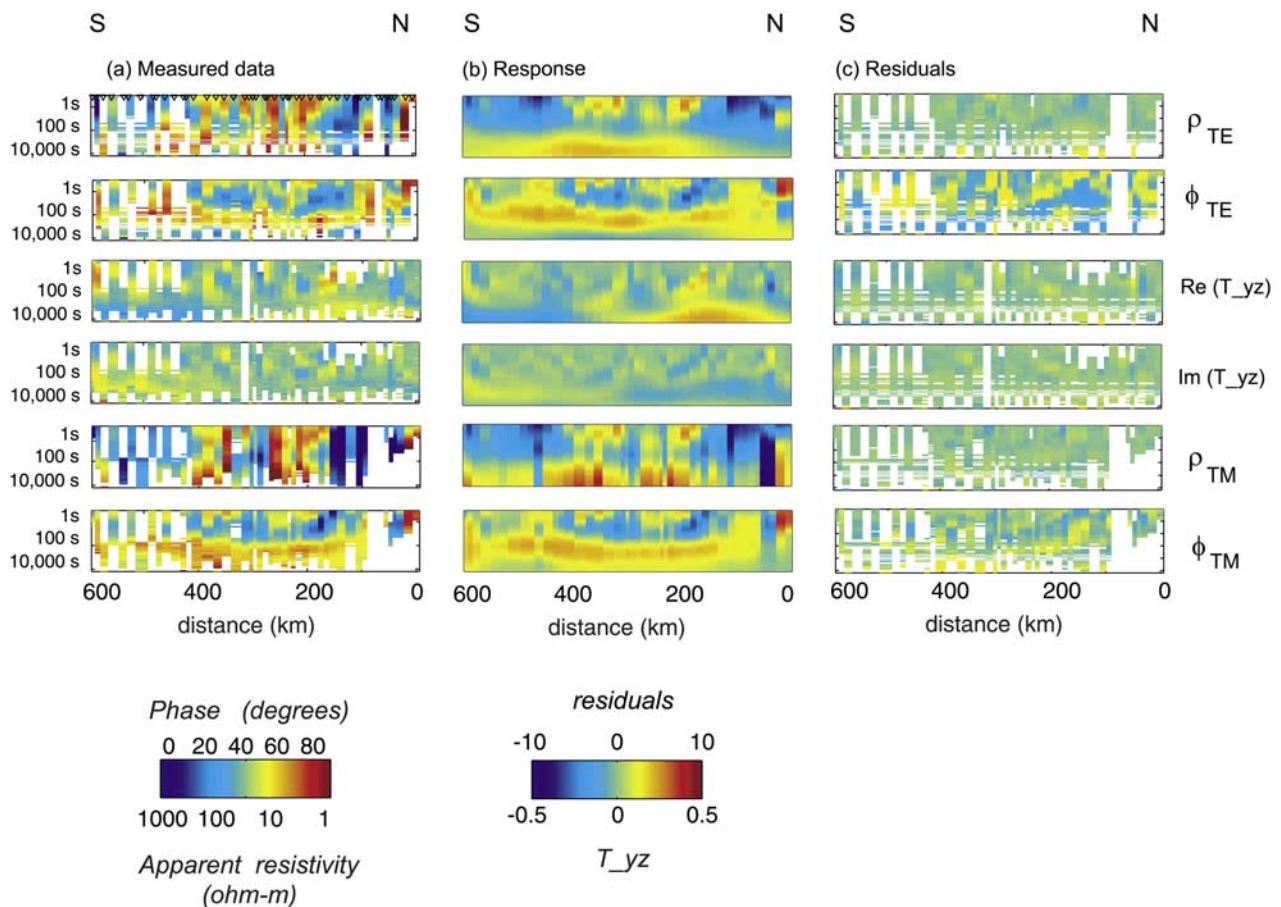 S N S N S N
(a) Measured data (b) Response (c) Residuals
1s
100 s
10,000 s
ρ TE
1s
100 s
10,000 s
ϕ TE
1s
100 s
10,000 s
Re (T_yz)
1s
100 s
10,000 s
Im (T_yz)
1s
100 s
10,000 s
ρ TM
1s
100 s
10,000 s
ϕ TM
600 400 200 0 600 400 200 0 600 400 200 0
distance (km) distance (km) distance (km)
Phase (degrees)
0 20 40 60 80
1000 100 10 1
Apparent resistivity
(ohm-m)
residuals
-10 0 10
-0.5 0 0.5
T_yz